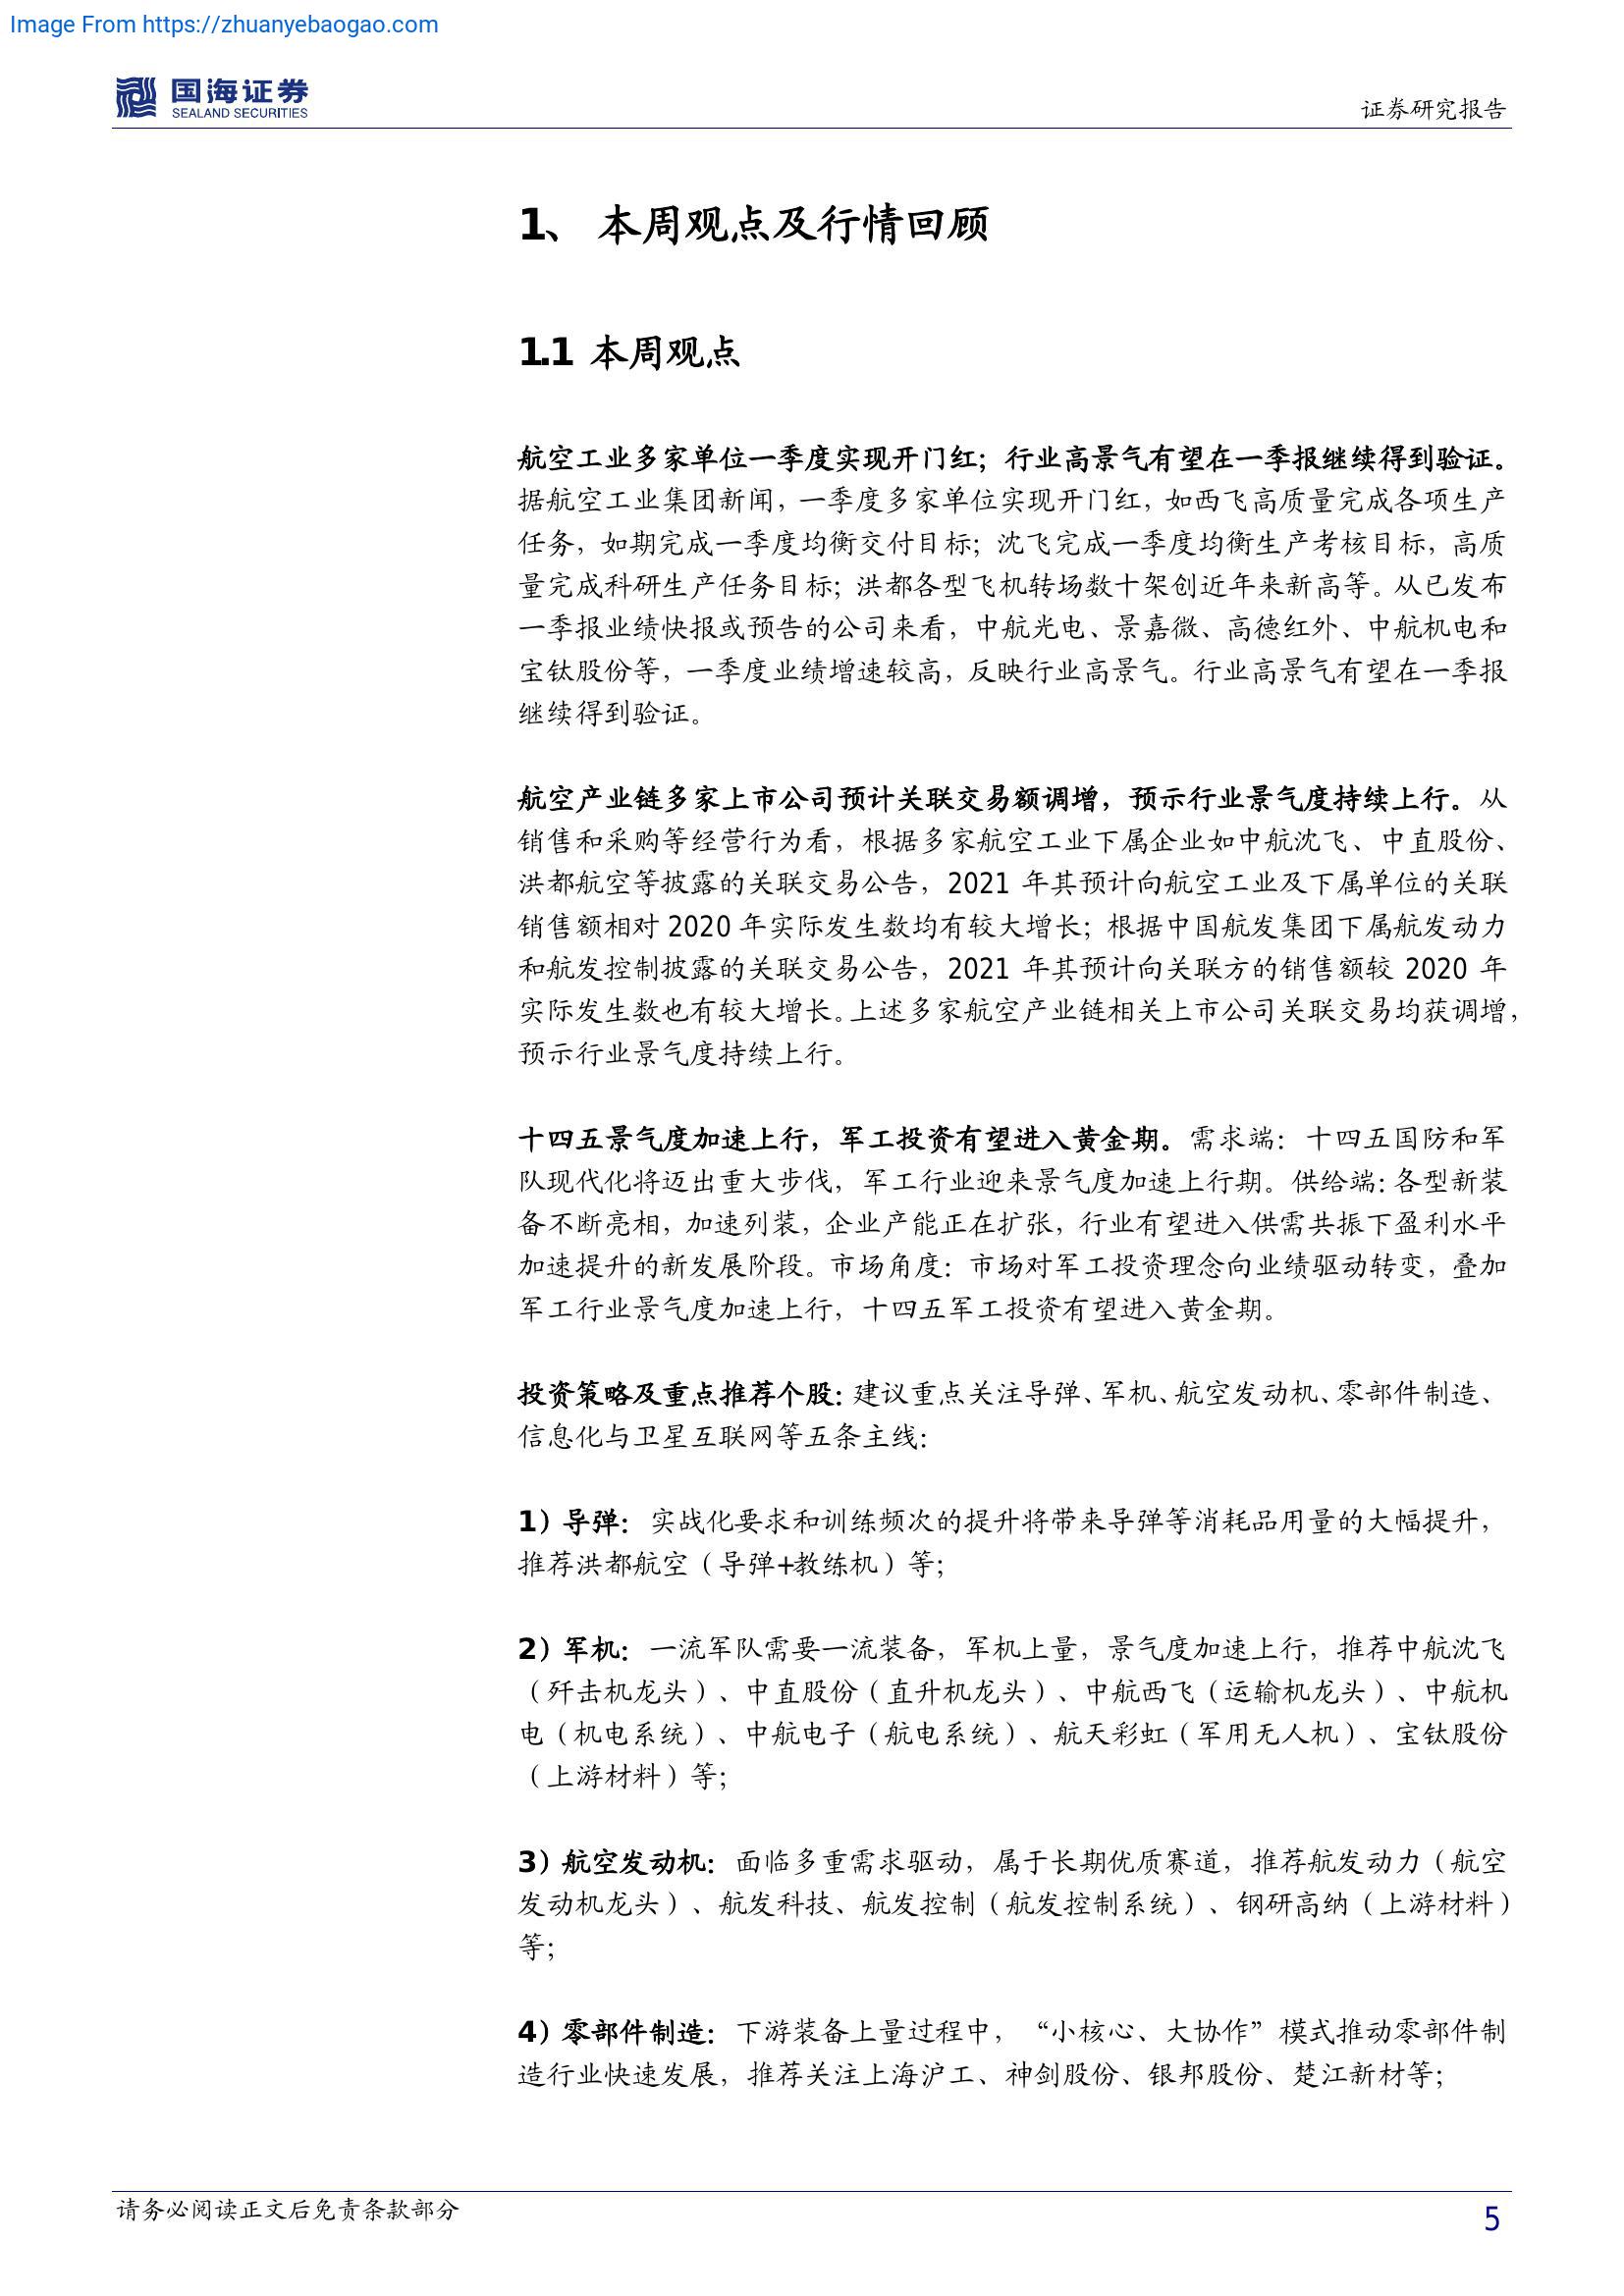 Image From https://zhuanyebaogao.com
国海证券
SEALAND SECURITIES
证券研究报告
1、 本周观点及行情回顾
1.1 本周观点
航空工业多家单位一季度实现开门红；行业高景气有望在一季报继续得到验证。
据航空工业集团新闻，一季度多家单位实现开门红，如西飞高质量完成各项生产
任务，如期完成一季度均衡交付目标；沈飞完成一季度均衡生产考核目标，高质
量完成科研生产任务目标；洪都各型飞机转场数十架创近年来新高等。从已发布
一季报业绩快报或预告的公司来看，中航光电、景嘉微、高德红外、中航机电和
宝钛股份等，一季度业绩增速较高，反映行业高景气。行业高景气有望在一季报
继续得到验证。
航空产业链多家上市公司预计关联交易额调增，预示行业景气度持续上行。从
销售和采购等经营行为看，根据多家航空工业下属企业如中航沈飞、中直股份、
洪都航空等披露的关联交易公告，2021 年其预计向航空工业及下属单位的关联
销售额相对 2020 年实际发生数均有较大增长；根据中国航发集团下属航发动力
和航发控制披露的关联交易公告，2021 年其预计向关联方的销售额较 2020 年
实际发生数也有较大增长。上述多家航空产业链相关上市公司关联交易均获调增，
预示行业景气度持续上行。
十四五景气度加速上行，军工投资有望进入黄金期。需求端：十四五国防和军
队现代化将迈出重大步伐，军工行业迎来景气度加速上行期。供给端：各型新装
备不断亮相，加速列装，企业产能正在扩张，行业有望进入供需共振下盈利水平
加速提升的新发展阶段。市场角度：市场对军工投资理念向业绩驱动转变，叠加
军工行业景气度加速上行，十四五军工投资有望进入黄金期。
投资策略及重点推荐个股：建议重点关注导弹、军机、航空发动机、零部件制造、
信息化与卫星互联网等五条主线：
1）导弹：实战化要求和训练频次的提升将带来导弹等消耗品用量的大幅提升，
推荐洪都航空（导弹+教练机）等；
2）军机：一流军队需要一流装备，军机上量，景气度加速上行，推荐中航沈飞
（歼击机龙头）、中直股份（直升机龙头）、中航西飞（运输机龙头）、中航机
电（机电系统）、中航电子（航电系统）、航天彩虹（军用无人机）、宝钛股份
（上游材料）等；
3）航空发动机：面临多重需求驱动，属于长期优质赛道，推荐航发动力（航空
发动机龙头）、航发科技、航发控制（航发控制系统）、钢研高纳（上游材料）
等；
4）零部件制造：下游装备上量过程中，“小核心、大协作”模式推动零部件制
造行业快速发展，推荐关注上海沪工、神剑股份、银邦股份、楚江新材等；
请务必阅读正文后免责条款部分
5